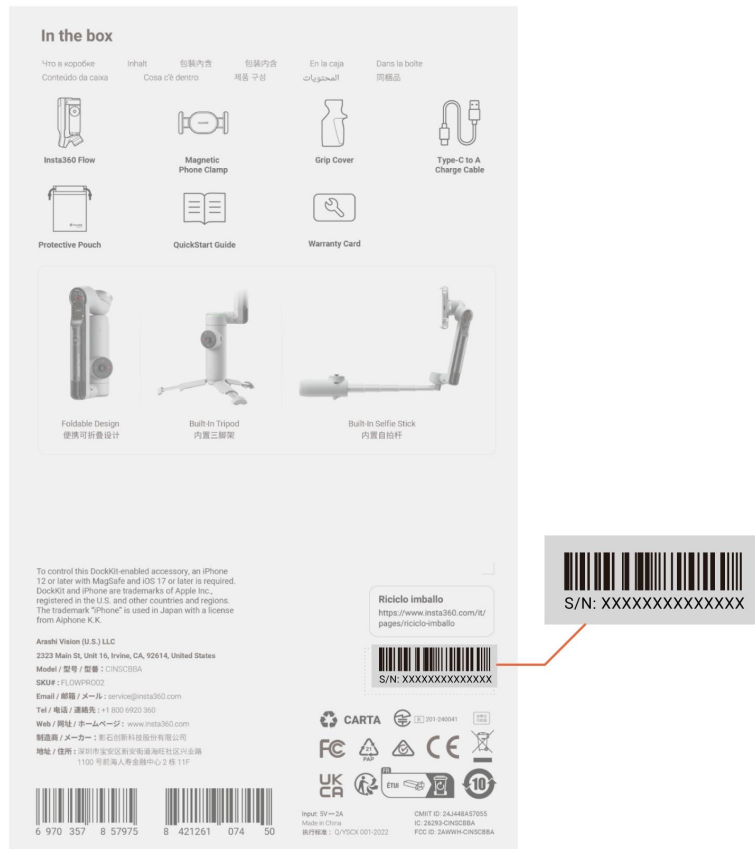 In the box
Что в коробке Inhalt 包裝內含 包装内含 En la caja Dans la boîte
Conteúdo da caixa Cosa c'è dentro 제품 구성 المحتويات 同梱品
Insta360 Flow
Magnetic
Phone Clamp
Grip Cover
Type-C to A
Charge Cable
Protective Pouch
QuickStart Guide
Warranty Card
Foldable Design
便携可折叠设计
Built-In Tripod
内置三脚架
Built-In Selfie Stick
内置自拍杆
To control this DockKit-enabled accessory, an iPhone
12 or later with MagSafe and iOS 17 or later is required.
DockKit and iPhone are trademarks of Apple Inc.,
registered in the U.S. and other countries and regions.
The trademark "iPhone" is used in Japan with a license
from Aiphone K.K.
Arashi Vision (U.S.) LLC
2323 Main St, Unit 16, Irvine, CA, 92614, United States
Model / 型号 / 型番：CINSCBBA
SKU# : FLOWPRO02
Email / 邮箱 / メール : service@insta360.com
Tel / 电话 / 連絡先 : +1 800 6920 360
Web / 网址 / ホームページ : www.insta360.com
制造商 / メーカー : 影石创新科技股份有限公司
地址 / 住所 : 深圳市宝安区新安街道海旺社区兴业路
1100 号前海人寿金融中心 2 栋 11F
6 970 357 8 57975
8 421261 074 50
Riciclo imballo
https://www.insta360.com/it/
pages/riciclo-imballo
S/N: XXXXXXXXXXXXXX
S/N: XXXXXXXXXXXXXX
CARTA
R 201-240041
FC
21
PAP
CE
UK
CA
FR
ÉTUI
10
Input: 5V⎓2A
Made in China
执行标准 : Q/YSCX 001-2022
CMIIT ID: 24J448A57055
IC: 26293-CINSCBBA
FCC ID: 2AWWH-CINSCBBA